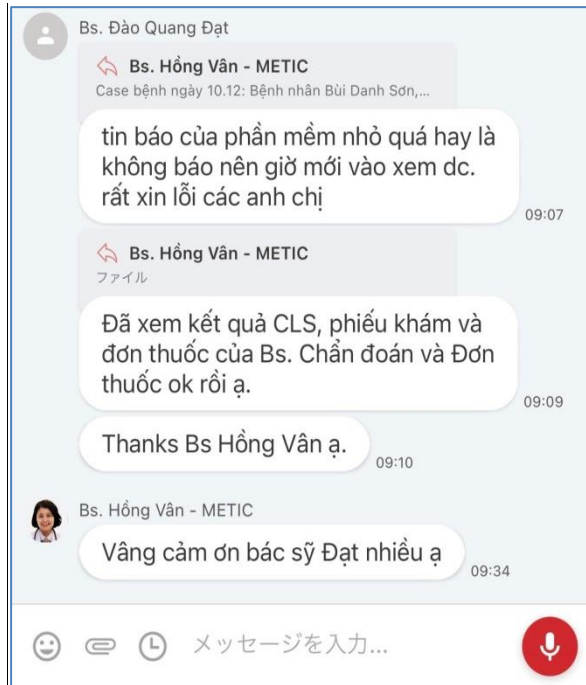 Bs. Đào Quang Đạt
Bs. Hồng Vân - METIC
Case bệnh ngày 10.12: Bệnh nhân Bùi Danh Sơn,...
tin báo của phần mềm nhỏ quá hay là
không báo nên giờ mới vào xem dc.
rất xin lỗi các anh chị
09:07
Bs. Hồng Vân - METIC
ファイル
Đã xem kết quả CLS, phiếu khám và
đơn thuốc của Bs. Chẩn đoán và Đơn
thuốc ok rồi ạ.
09:09
Thanks Bs Hồng Vân ạ.
09:10
Bs. Hồng Vân - METIC
Vâng cảm ơn bác sỹ Đạt nhiều ạ
09:34
メッセージを入力...